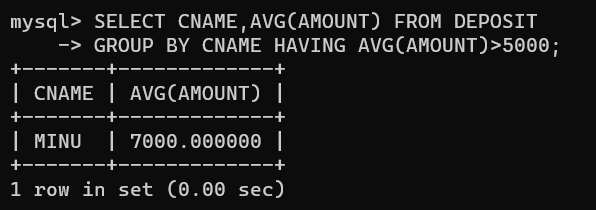 mysql> SELECT CNAME,AVG(AMOUNT) FROM DEPOSIT
    -> GROUP BY CNAME HAVING AVG(AMOUNT)>5000;
+-------+-------------+
| CNAME | AVG(AMOUNT) |
+-------+-------------+
| MINU  | 7000.000000 |
+-------+-------------+
1 row in set (0.00 sec)